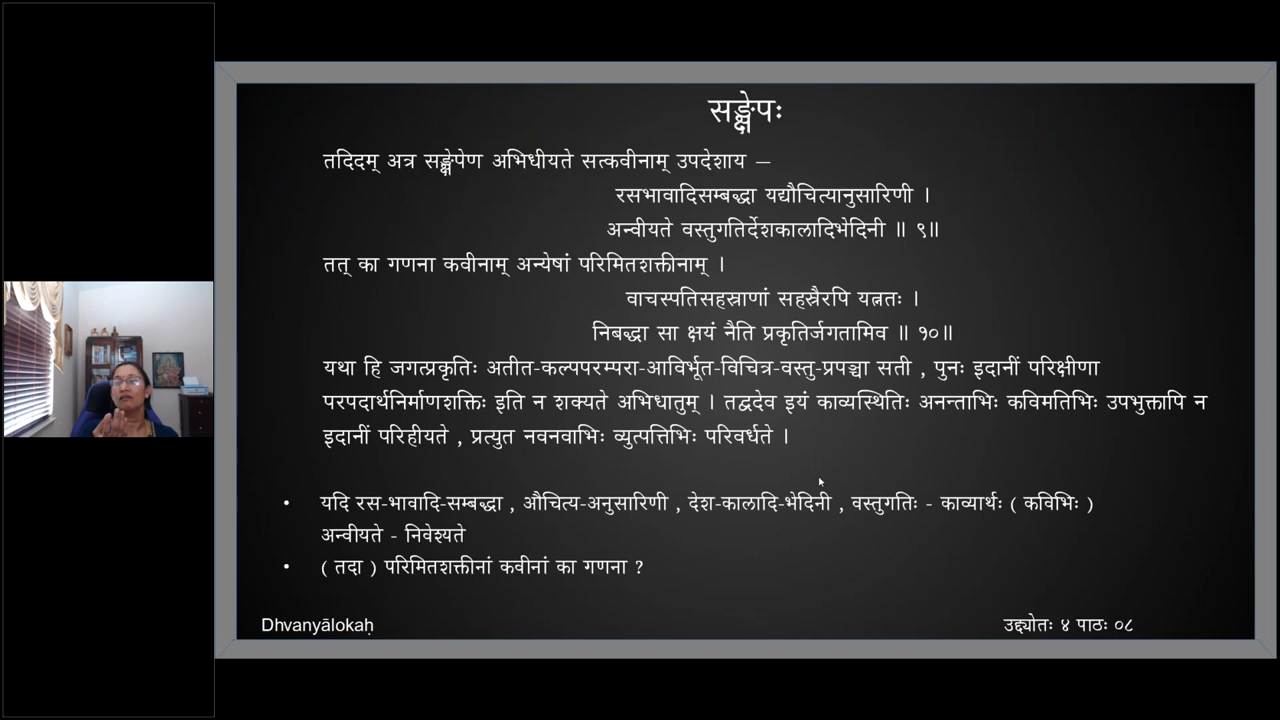 सङ्क्षेपः
तदिदम् अत्र सङ्क्षेपेण अभिधीयते सत्कवीनाम् उपदेशाय –
रसभावादिसम्बद्धा यद्यौचित्यानुसारिणी ।
अन्वीयते वस्तुगतिर्देशकालादिभेदिनी ॥ ९॥
तत् का गणना कवीनाम् अन्येषां परिमितशक्तीनाम् ।
वाचस्पतिसहस्राणां सहस्रैरपि यत्नतः ।
निबद्धा सा क्षयं नैति प्रकृतिर्जगतामिव ॥ १०॥
यथा हि जगत्प्रकृतिः अतीत-कल्पपरम्परा-आविर्भूत-विचित्र-वस्तु-प्रपञ्चा सती , पुनः इदानीं परिक्षीणा
परपदार्थनिर्माणशक्तिः इति न शक्यते अभिधातुम् । तद्वदेव इयं काव्यस्थितिः अनन्ताभिः कविमतिभिः उपभुक्तापि न
इदानीं परिहीयते , प्रत्युत नवनवाभिः व्युत्पत्तिभिः परिवर्धते ।
• यदि रस-भावादि-सम्बद्धा , औचित्य-अनुसारिणी , देश-कालादि-भेदिनी , वस्तुगतिः - काव्यार्थः ( कविभिः )
अन्वीयते - निवेश्यते
• ( तदा ) परिमितशक्तीनां कवीनां का गणना ?
Dhvanyālokaḥ
उद्द्योतः ४ पाठः ०८